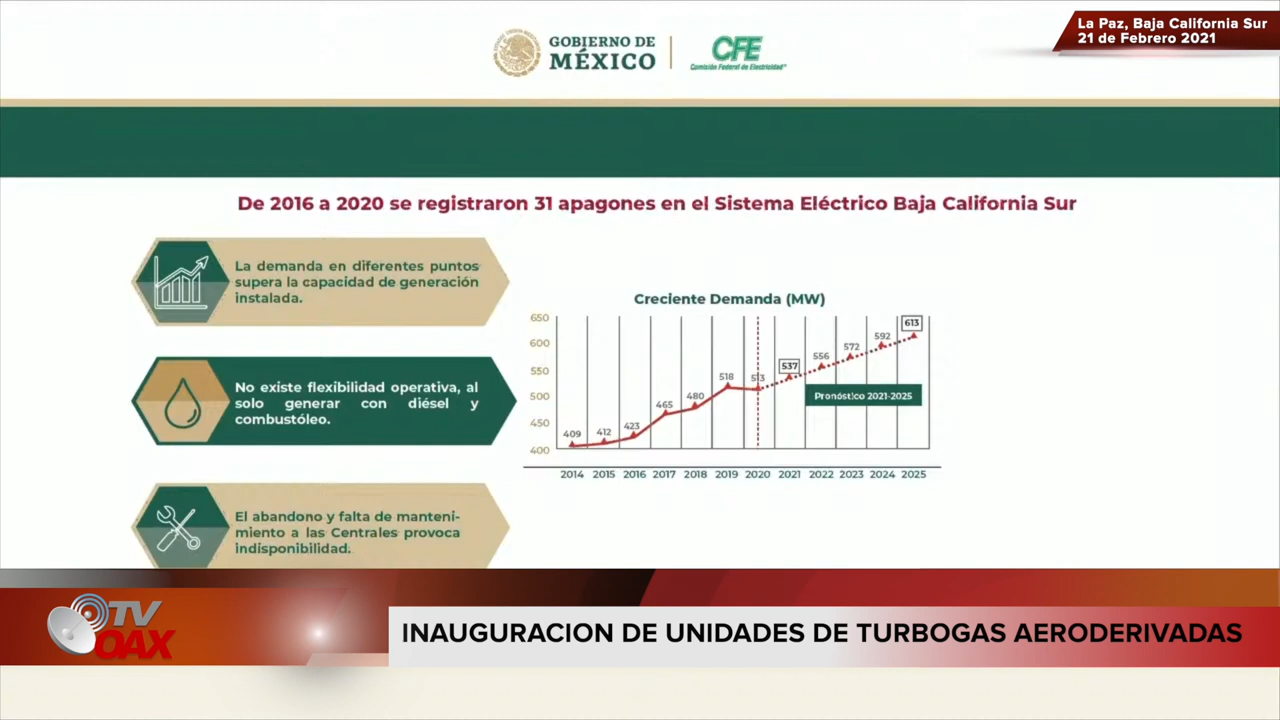 GOBIERNO DE
MÉXICO
CFE
Comisión Federal de Electricidad
La Paz, Baja California Sur
21 de Febrero 2021
De 2016 a 2020 se registraron 31 apagones en el Sistema Eléctrico Baja California Sur
La demanda en diferentes puntos
supera la capacidad de generación
instalada.
No existe flexibilidad operativa, al
solo generar con diésel y
combustóleo.
El abandono y falta de manteni-
miento a las Centrales provoca
indisponibilidad.
Creciente Demanda (MW)
650
600
550
500
450
400
409
412
423
465
480
518
513
537
556
572
592
613
Pronóstico 2021-2025
2014 2015 2016 2017 2018 2019 2020 2021 2022 2023 2024 2025
TV
OAX
INAUGURACION DE UNIDADES DE TURBOGAS AERODERIVADAS